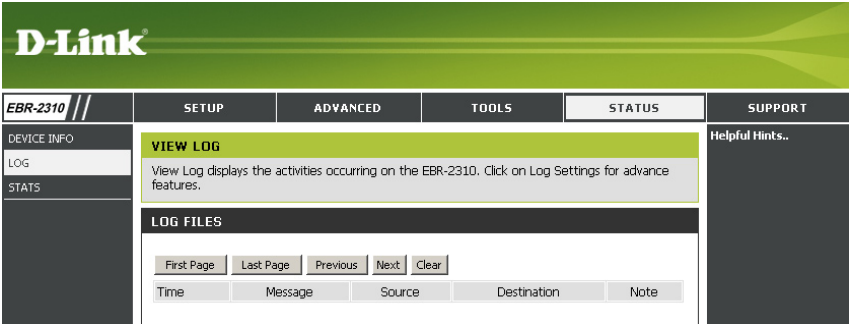 D-Link
EBR-2310
SETUP
ADVANCED
TOOLS
STATUS
SUPPORT
DEVICE INFO
LOG
STATS
VIEW LOG
View Log displays the activities occurring on the EBR-2310. Click on Log Settings for advance
features.
LOG FILES
First Page Last Page Previous Next Clear
Time Message Source Destination Note
Helpful Hints..